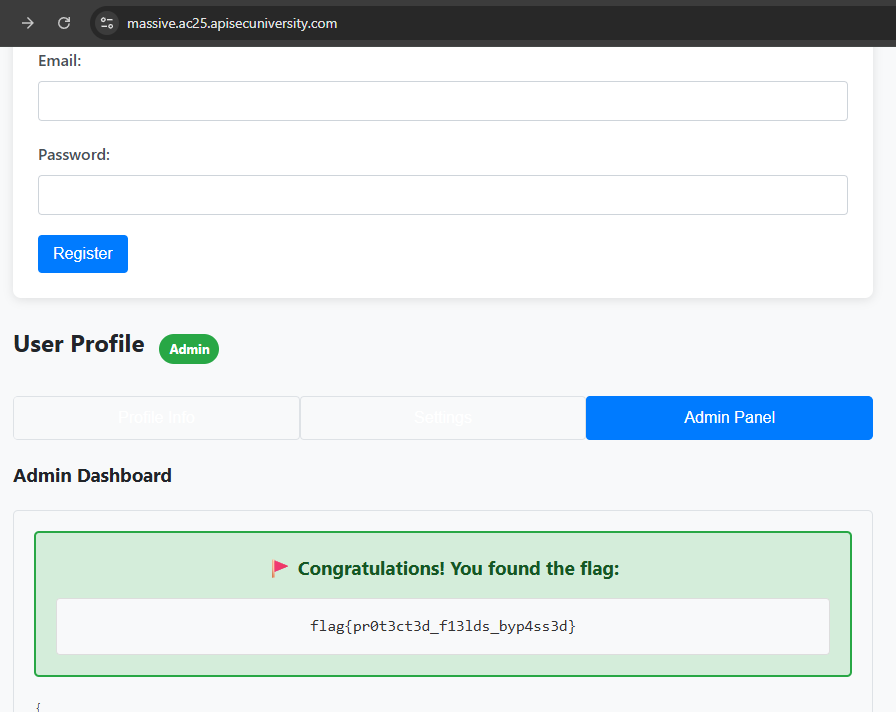 massive.ac25.apisecuniversity.com
Email:
Password:
Register
User Profile Admin
Profile Info Settings Admin Panel
Admin Dashboard
Congratulations! You found the flag:
flag{pr0t3ct3d_f13lds_byp4ss3d}
{